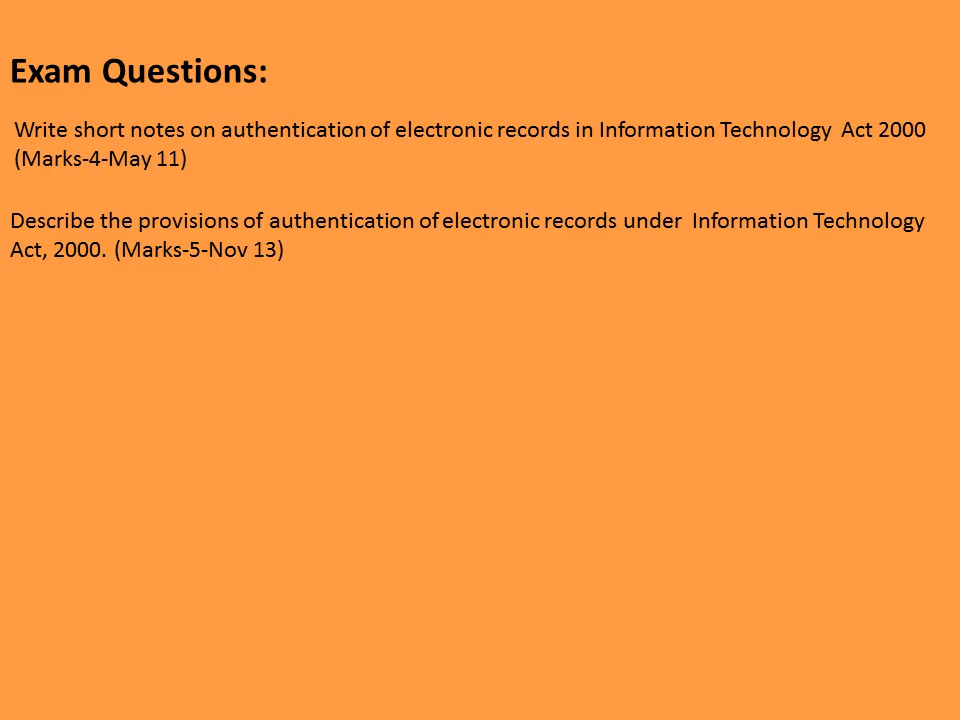 Exam Questions:
Write short notes on authentication of electronic records in Information Technology  Act 2000
(Marks-4-May 11)
Describe the provisions of authentication of electronic records under  Information Technology
Act, 2000. (Marks-5-Nov 13)